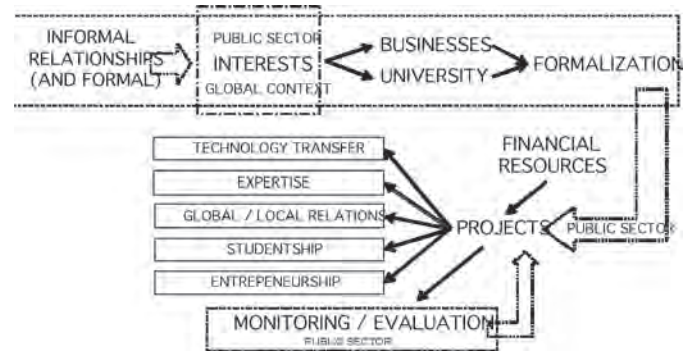 INFORMAL
RELATIONSHIPS
(AND FORMAL)
PUBLIC SECTOR
INTERESTS
GLOBAL CONTEXT
BUSINESSES
UNIVERSITY
FORMALIZATION
TECHNOLOGY TRANSFER
EXPERTISE
GLOBAL / LOCAL RELATIONS
STUDENTSHIP
ENTREPENEURSHIP
FINANCIAL
RESOURCES
PROJECTS
PUBLIC SECTOR
MONITORING / EVALUATION
PUBLIC SECTOR